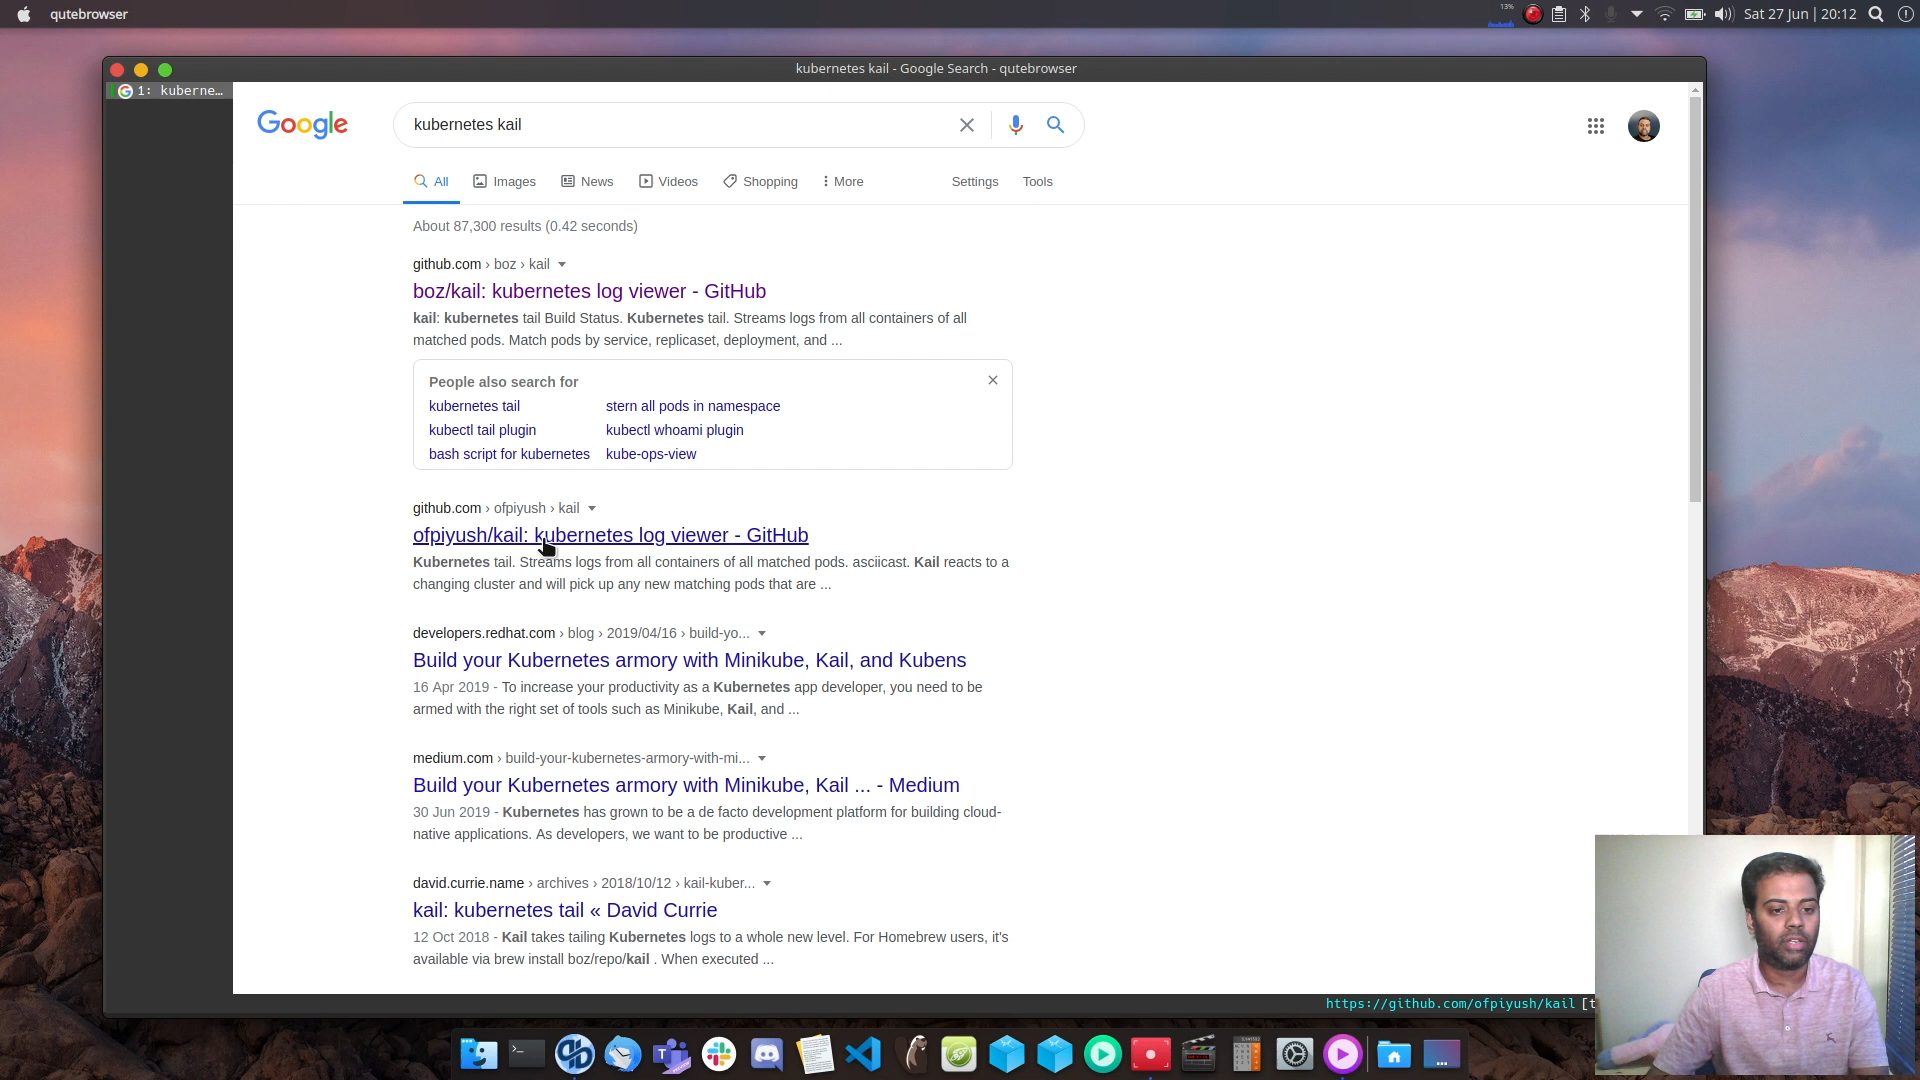 qutebrowser
13%
Sat 27 Jun | 20:12
kubernetes kail - Google Search - qutebrowser
1: kuberne…
Google
kubernetes kail
All
Images
News
Videos
Shopping
More
Settings
Tools
About 87,300 results (0.42 seconds)
github.com › boz › kail
boz/kail: kubernetes log viewer - GitHub
kail: kubernetes tail Build Status. Kubernetes tail. Streams logs from all containers of all
matched pods. Match pods by service, replicaset, deployment, and ...
People also search for
kubernetes tail
stern all pods in namespace
kubectl tail plugin
kubectl whoami plugin
bash script for kubernetes
kube-ops-view
github.com › ofpiyush › kail
ofpiyush/kail: kubernetes log viewer - GitHub
Kubernetes tail. Streams logs from all containers of all matched pods. asciicast. Kail reacts to a
changing cluster and will pick up any new matching pods that are ...
developers.redhat.com › blog › 2019/04/16 › build-yo...
Build your Kubernetes armory with Minikube, Kail, and Kubens
16 Apr 2019 - To increase your productivity as a Kubernetes app developer, you need to be
armed with the right set of tools such as Minikube, Kail, and ...
medium.com › build-your-kubernetes-armory-with-mi...
Build your Kubernetes armory with Minikube, Kail ... - Medium
30 Jun 2019 - Kubernetes has grown to be a de facto development platform for building cloud-
native applications. As developers, we want to be productive ...
david.currie.name › archives › 2018/10/12 › kail-kuber...
kail: kubernetes tail « David Currie
12 Oct 2018 - Kail takes tailing Kubernetes logs to a whole new level. For Homebrew users, it's
available via brew install boz/repo/kail . When executed ...
https://github.com/ofpiyush/kail [t